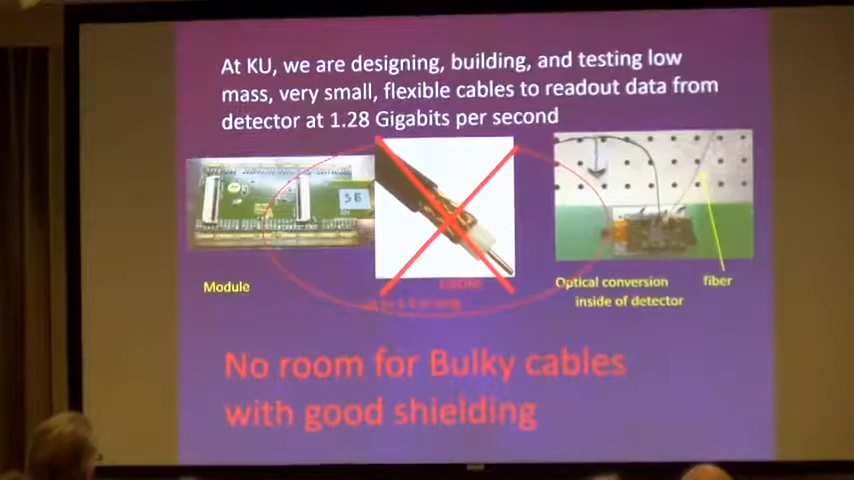 At KU, we are designing, building, and testing low
mass, very small, flexible cables to readout data from
detector at 1.28 Gigabits per second
56
Module
Optical conversion
inside of detector
fiber
No room for Bulky cables
with good shielding